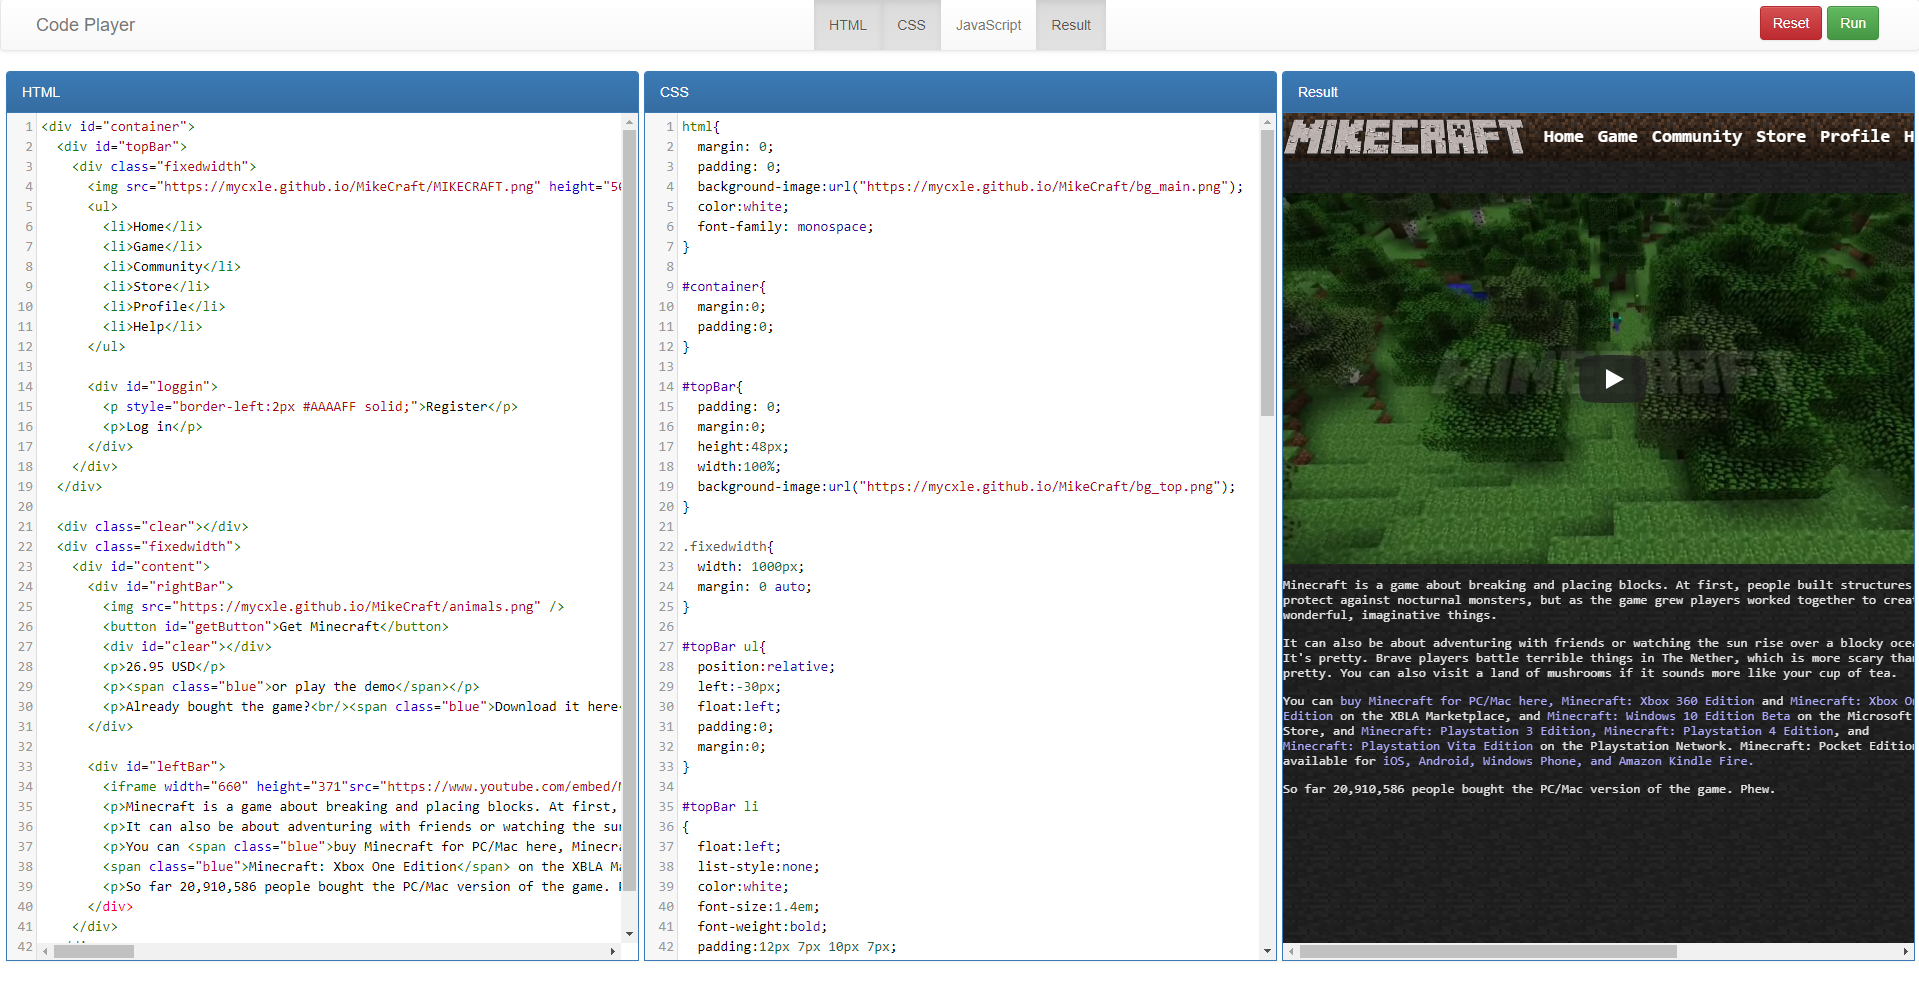 Code Player
HTML CSS JavaScript Result
Reset Run
HTML
1 <div id="container">
2 <div id="topBar">
3 <div class="fixedwidth">
4 <img src="https://mycxle.github.io/MikeCraft/MIKECRAFT.png" height="50
5 <ul>
6 <li>Home</li>
7 <li>Game</li>
8 <li>Community</li>
9 <li>Store</li>
10 <li>Profile</li>
11 <li>Help</li>
12 </ul>
13
14 <div id="loggin">
15 <p style="border-left:2px #AAAAFF solid;">Register</p>
16 <p>Log in</p>
17 </div>
18 </div>
19 </div>
20
21 <div class="clear"></div>
22 <div class="fixedwidth">
23 <div id="content">
24 <div id="rightBar">
25 <img src="https://mycxle.github.io/MikeCraft/animals.png" />
26 <button id="getButton">Get Minecraft</button>
27 <div id="clear"></div>
28 <p>26.95 USD</p>
29 <p><span class="blue">or play the demo</span></p>
30 <p>Already bought the game?<br/><span class="blue">Download it here<
31 </div>
32
33 <div id="leftBar">
34 <iframe width="660" height="371"src="https://www.youtube.com/embed/M
35 <p>Minecraft is a game about breaking and placing blocks. At first,
36 <p>It can also be about adventuring with friends or watching the sun
37 <p>You can <span class="blue">buy Minecraft for PC/Mac here, Minecra
38 <span class="blue">Minecraft: Xbox One Edition</span> on the XBLA Ma
39 <p>So far 20,910,586 people bought the PC/Mac version of the game. P
40 </div>
41 </div>
42
CSS
1 html{
2 margin: 0;
3 padding: 0;
4 background-image:url("https://mycxle.github.io/MikeCraft/bg_main.png");
5 color:white;
6 font-family: monospace;
7 }
8
9 #container{
10 margin:0;
11 padding:0;
12 }
13
14 #topBar{
15 padding: 0;
16 margin:0;
17 height:48px;
18 width:100%;
19 background-image:url("https://mycxle.github.io/MikeCraft/bg_top.png");
20 }
21
22 .fixedwidth{
23 width: 1000px;
24 margin: 0 auto;
25 }
26
27 #topBar ul{
28 position:relative;
29 left:-30px;
30 float:left;
31 padding:0;
32 margin:0;
33 }
34
35 #topBar li
36 {
37 float:left;
38 list-style:none;
39 color:white;
40 font-size:1.4em;
41 font-weight:bold;
42 padding:12px 7px 10px 7px;
Result
MIKECRAFT Home Game Community Store Profile H
MINECRAFT
Minecraft is a game about breaking and placing blocks. At first, people built structures
protect against nocturnal monsters, but as the game grew players worked together to crea
wonderful, imaginative things.
It can also be about adventuring with friends or watching the sun rise over a blocky ocea
It's pretty. Brave players battle terrible things in The Nether, which is more scary than
pretty. You can also visit a land of mushrooms if it sounds more like your cup of tea.
You can buy Minecraft for PC/Mac here, Minecraft: Xbox 360 Edition and Minecraft: Xbox On
Edition on the XBLA Marketplace, and Minecraft: Windows 10 Edition Beta on the Microsoft
Store, and Minecraft: Playstation 3 Edition, Minecraft: Playstation 4 Edition, and
Minecraft: Playstation Vita Edition on the Playstation Network. Minecraft: Pocket Edition
available for iOS, Android, Windows Phone, and Amazon Kindle Fire.
So far 20,910,586 people bought the PC/Mac version of the game. Phew.